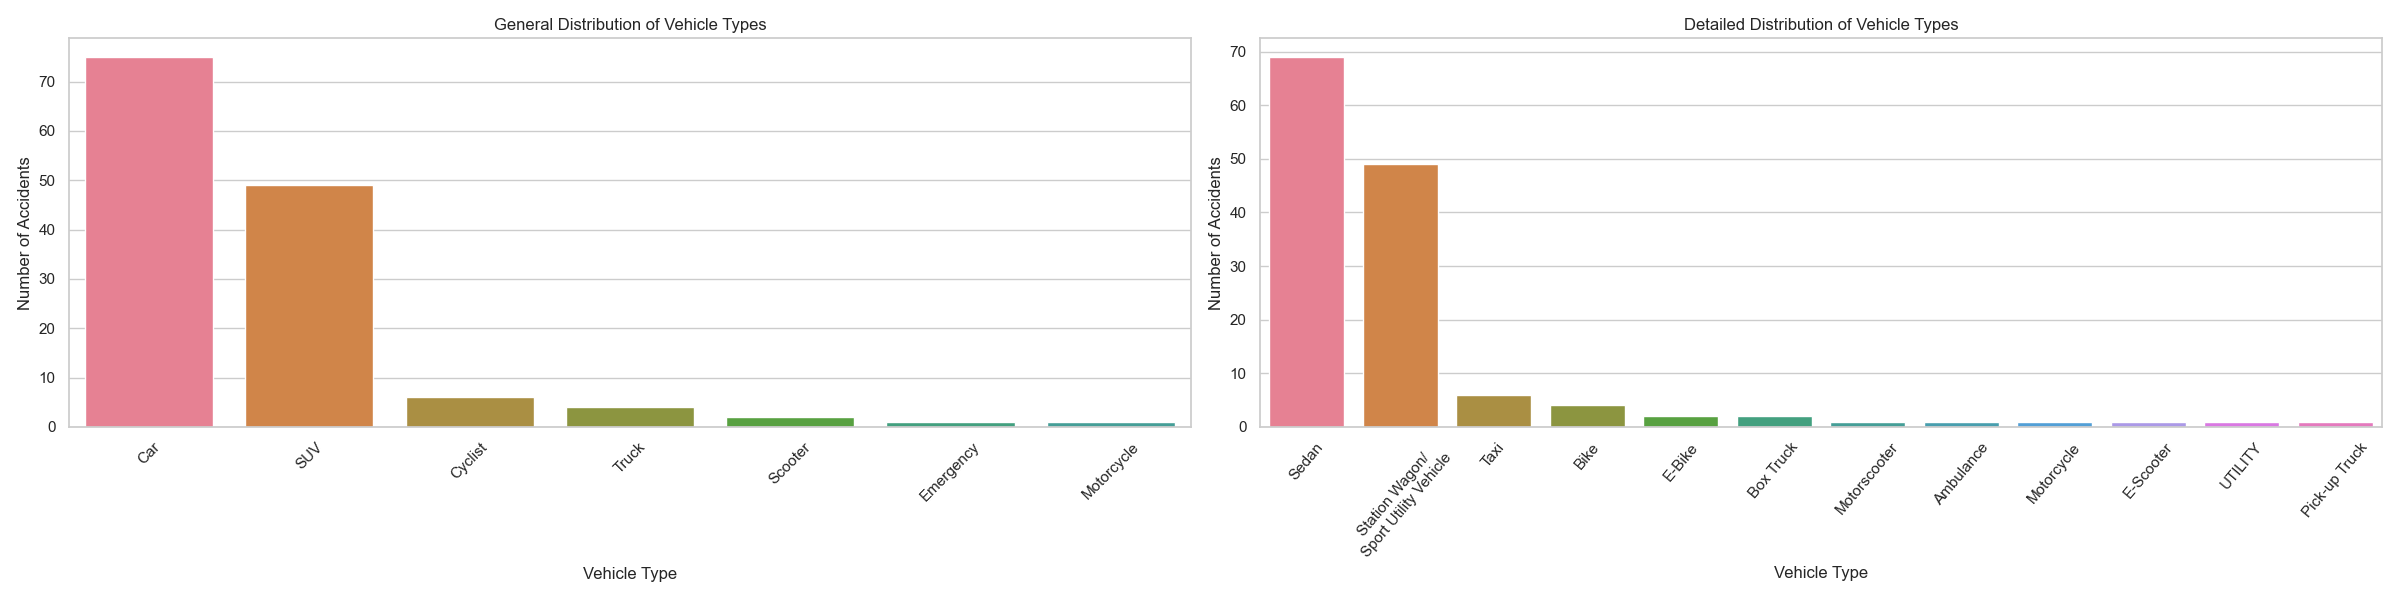 General Distribution of Vehicle Types
Number of Accidents
70
60
50
40
30
20
10
0
Car
SUV
Cyclist
Truck
Scooter
Emergency
Motorcycle
Vehicle Type
Detailed Distribution of Vehicle Types
Number of Accidents
70
60
50
40
30
20
10
0
Sedan
Station Wagon/
Sport Utility Vehicle
Taxi
Bike
E-Bike
Box Truck
Motorscooter
Ambulance
Motorcycle
E-Scooter
UTILITY
Pick-up Truck
Vehicle Type